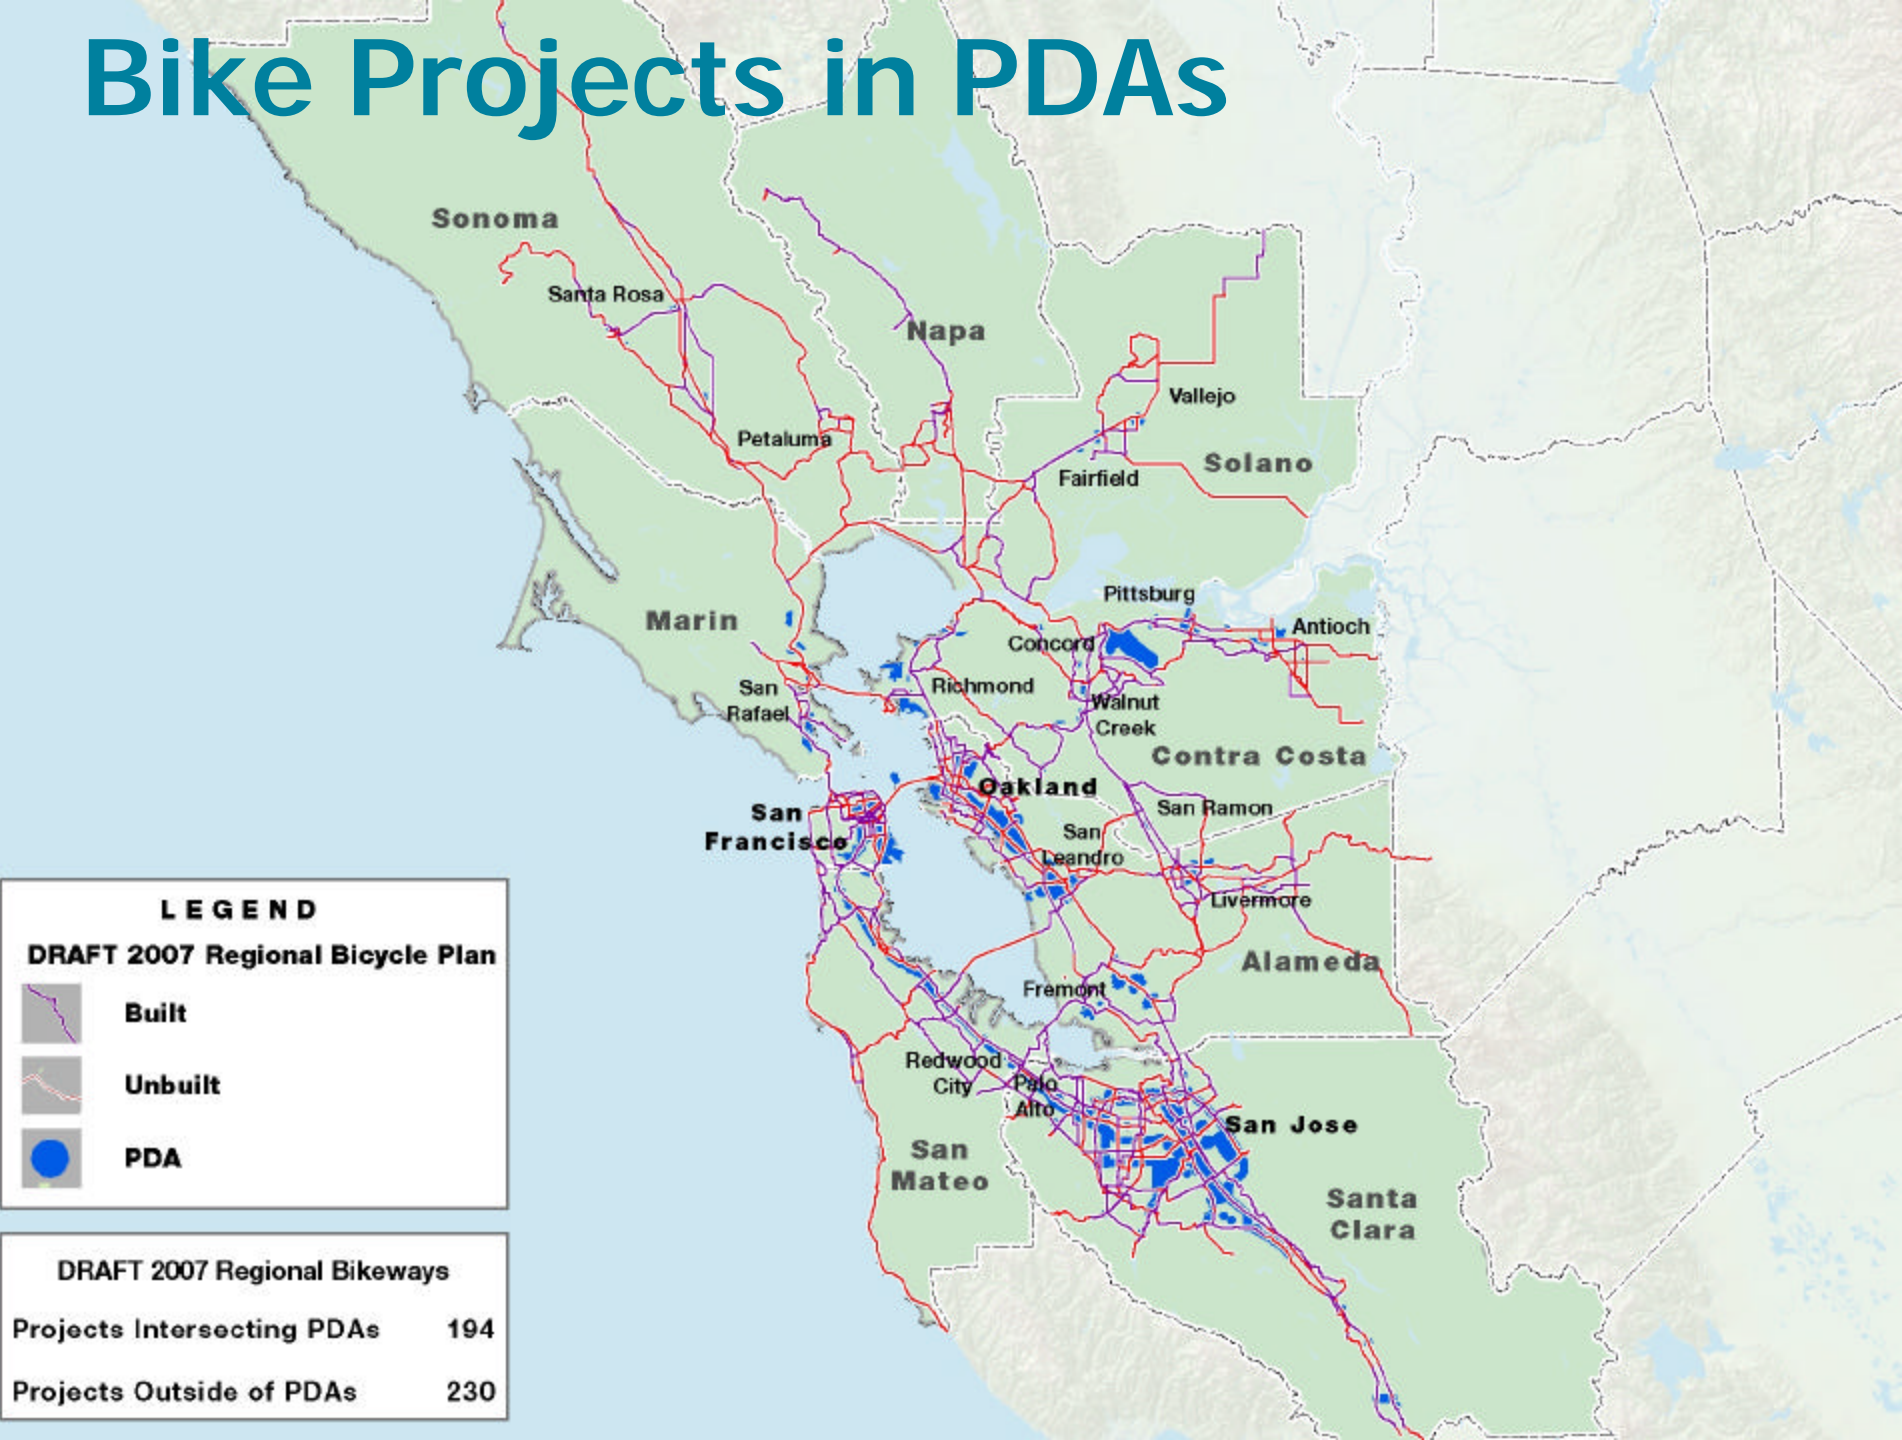 Bike Projects in PDAs
Sonoma
Santa Rosa
Napa
Vallejo
Petaluma
Solano
Fairfield
Pittsburg
Marin
Antioch
Concord
San
Rafael
Richmond
Walnut
Creek
Contra Costa
Oakland
San Ramon
San
Francisco
San
Leandro
Livermore
Alameda
Fremont
Redwood
City
Palo
Alto
San Jose
San
Mateo
Santa
Clara
LEGEND
DRAFT 2007 Regional Bicycle Plan
Built
Unbuilt
PDA
DRAFT 2007 Regional Bikeways
Projects Intersecting PDAs 194
Projects Outside of PDAs 230